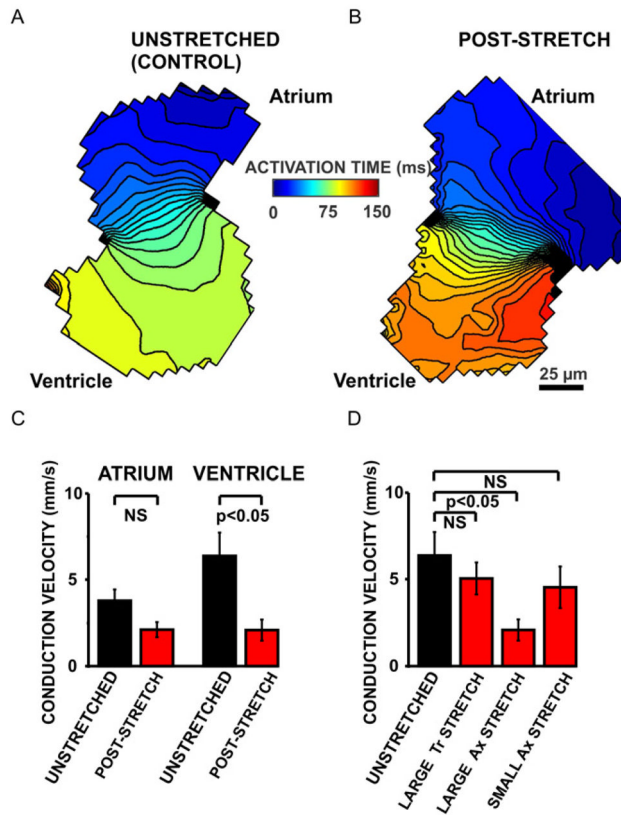 A
UNSTRETCHED
(CONTROL)
Atrium
B
POST-STRETCH
Atrium
ACTIVATION TIME (ms)
0 75 150
Ventricle
Ventricle
25 µm
C
ATRIUM VENTRICLE
NS
p<0.05
CONDUCTION VELOCITY (mm/s)
10
5
0
UNSTRETCHED
POST-STRETCH
UNSTRETCHED
POST-STRETCH
D
NS
p<0.05
NS
CONDUCTION VELOCITY (mm/s)
10
5
0
UNSTRETCHED
LARGE Tr STRETCH
LARGE Ax STRETCH
SMALL Ax STRETCH